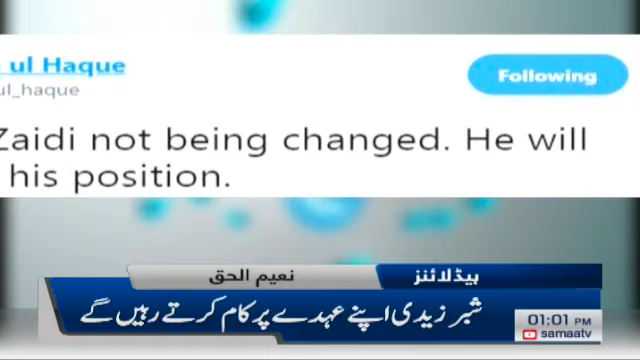 ul Haque
ul_haque
Following
Zaidi not being changed. He will
his position.
ہیڈلائنز
نعیم الحق
شبر زیدی اپنے عہدے پر کام کرتے رہیں گے
01:01 PM
samaatv